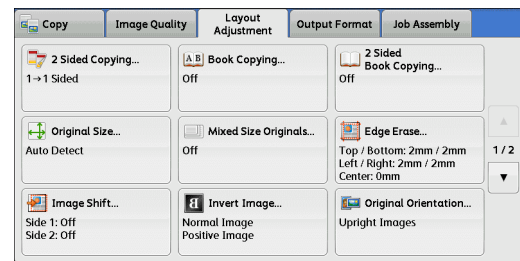 Copy
Image Quality
Layout
Adjustment
Output Format
Job Assembly
2 Sided Copying...
1→1 Sided
A B
Book Copying...
Off
2 Sided
Book Copying...
Off
Original Size...
Auto Detect
Mixed Size Originals...
Off
Edge Erase...
Top / Bottom: 2mm / 2mm
Left / Right: 2mm / 2mm
Center: 0mm
1 / 2
Image Shift...
Side 1: Off
Side 2: Off
Invert Image...
Normal Image
Positive Image
Original Orientation...
Upright Images